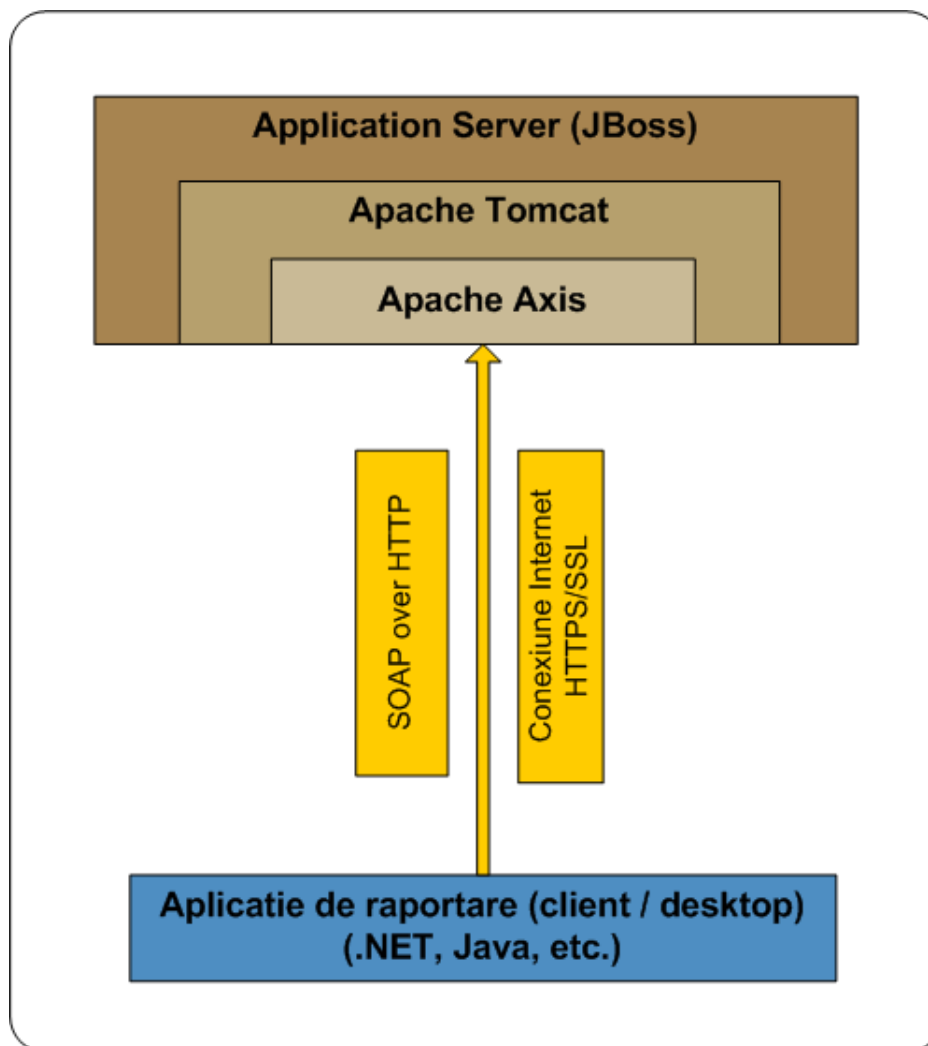 Application Server (JBoss)
Apache Tomcat
Apache Axis
SOAP over HTTP
Conexiune Internet
HTTPS/SSL
Aplicatie de raportare (client / desktop)
(.NET, Java, etc.)